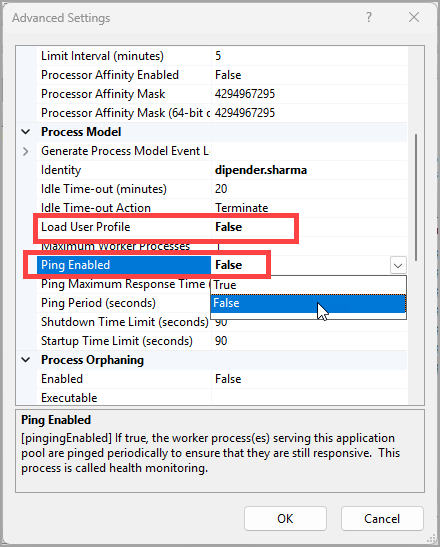 Advanced Settings
Limit Interval (minutes) 5
Processor Affinity Enabled False
Processor Affinity Mask 4294967295
Processor Affinity Mask (64-bit c 4294967295
Process Model
Generate Process Model Event L
Identity dipender.sharma
Idle Time-out (minutes) 20
Idle Time-out Action Terminate
Load User Profile False
Maximum Worker Processes 1
Ping Enabled False
Ping Maximum Response Time ( True
Ping Period (seconds) False
Shutdown Time Limit (seconds) 90
Startup Time Limit (seconds) 90
Process Orphaning
Enabled False
Executable
Ping Enabled
[pingingEnabled] If true, the worker process(es) serving this application
pool are pinged periodically to ensure that they are still responsive. This
process is called health monitoring.
OK Cancel